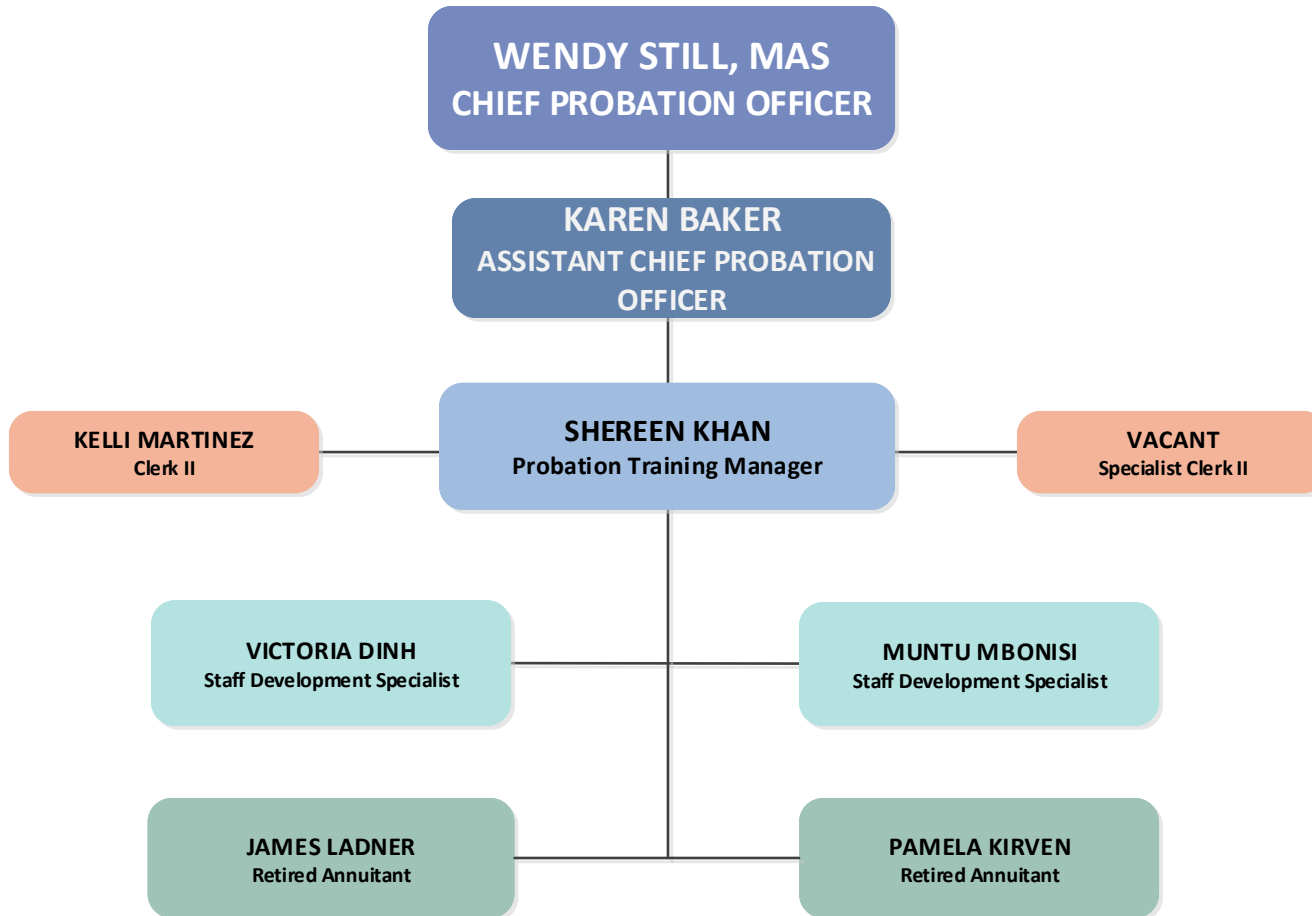 WENDY STILL, MAS
CHIEF PROBATION OFFICER
KAREN BAKER
ASSISTANT CHIEF PROBATION
OFFICER
KELLI MARTINEZ
Clerk II
SHEREEN KHAN
Probation Training Manager
VACANT
Specialist Clerk II
VICTORIA DINH
Staff Development Specialist
MUNTU MBONISI
Staff Development Specialist
JAMES LADNER
Retired Annuitant
PAMELA KIRVEN
Retired Annuitant